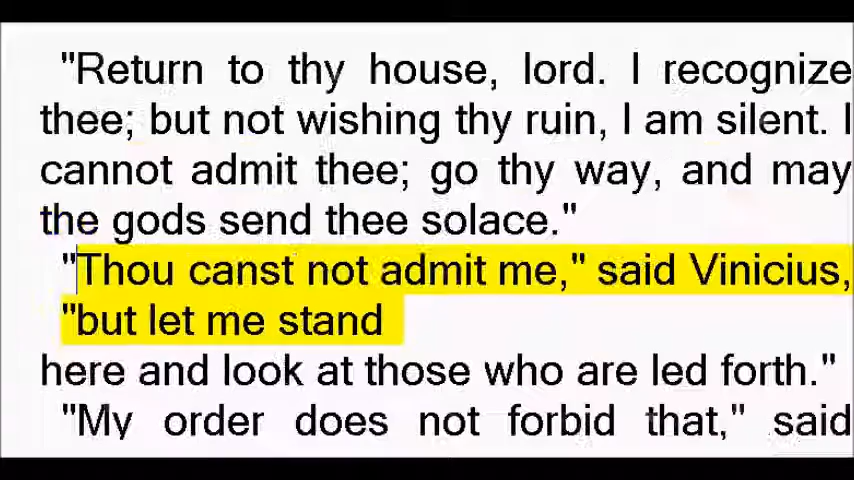 "Return to thy house, lord. I recognize
thee; but not wishing thy ruin, I am silent. I
cannot admit thee; go thy way, and may
the gods send thee solace."
"Thou canst not admit me," said Vinicius,
"but let me stand
here and look at those who are led forth."
"My order does not forbid that," said